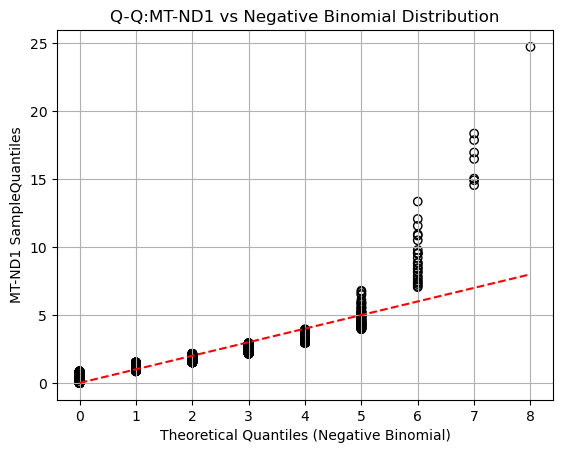 Q-Q:MT-ND1 vs Negative Binomial Distribution
MT-ND1 SampleQuantiles
25
20
15
10
5
0
0 1 2 3 4 5 6 7 8
Theoretical Quantiles (Negative Binomial)